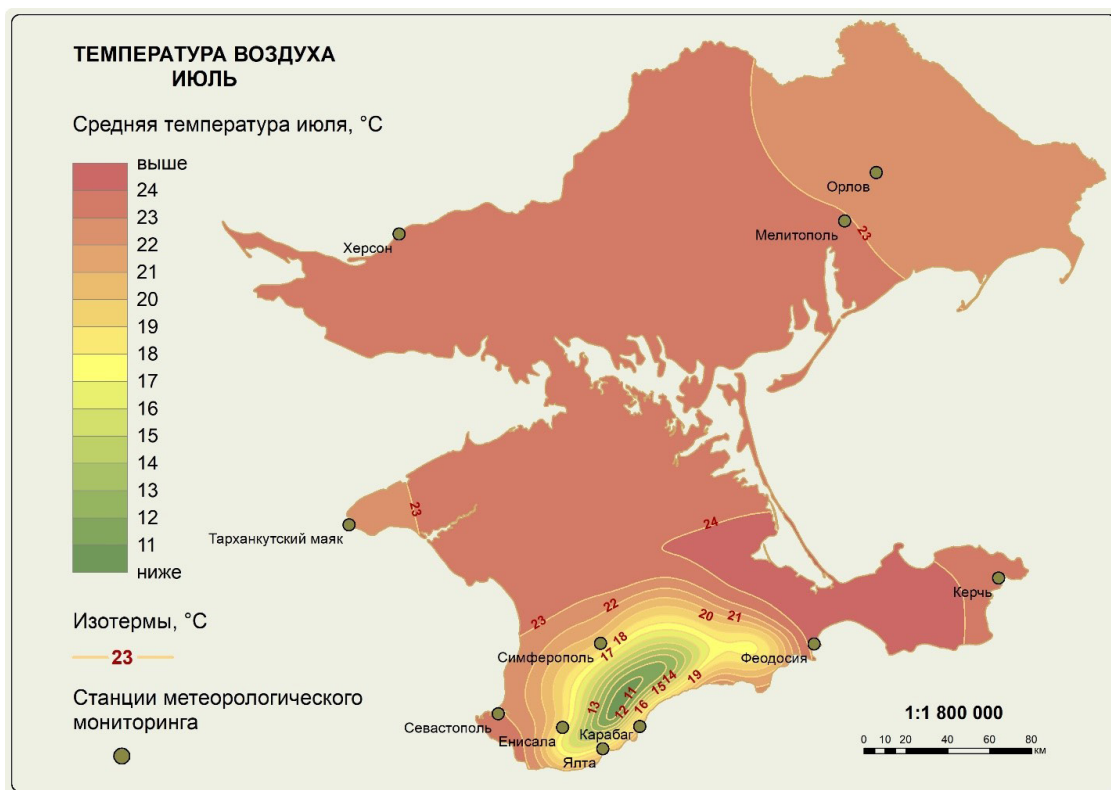 ТЕМПЕРАТУРА ВОЗДУХА
ИЮЛЬ
Средняя температура июля, °С
выше
24
23
22
21
20
19
18
17
16
15
14
13
12
11
ниже
Изотермы, °С
23
Станции метеорологического
мониторинга
Орлов
Мелитополь
23
Херсон
23
Тарханкутский маяк
24
Керчь
23
22
20
21
18
Симферополь
17
Феодосия
19
14
15
11
13
16
12
Севастополь
Енисала
Карабаг
Ялта
1:1 800 000
0 10 20 40 60 80
км